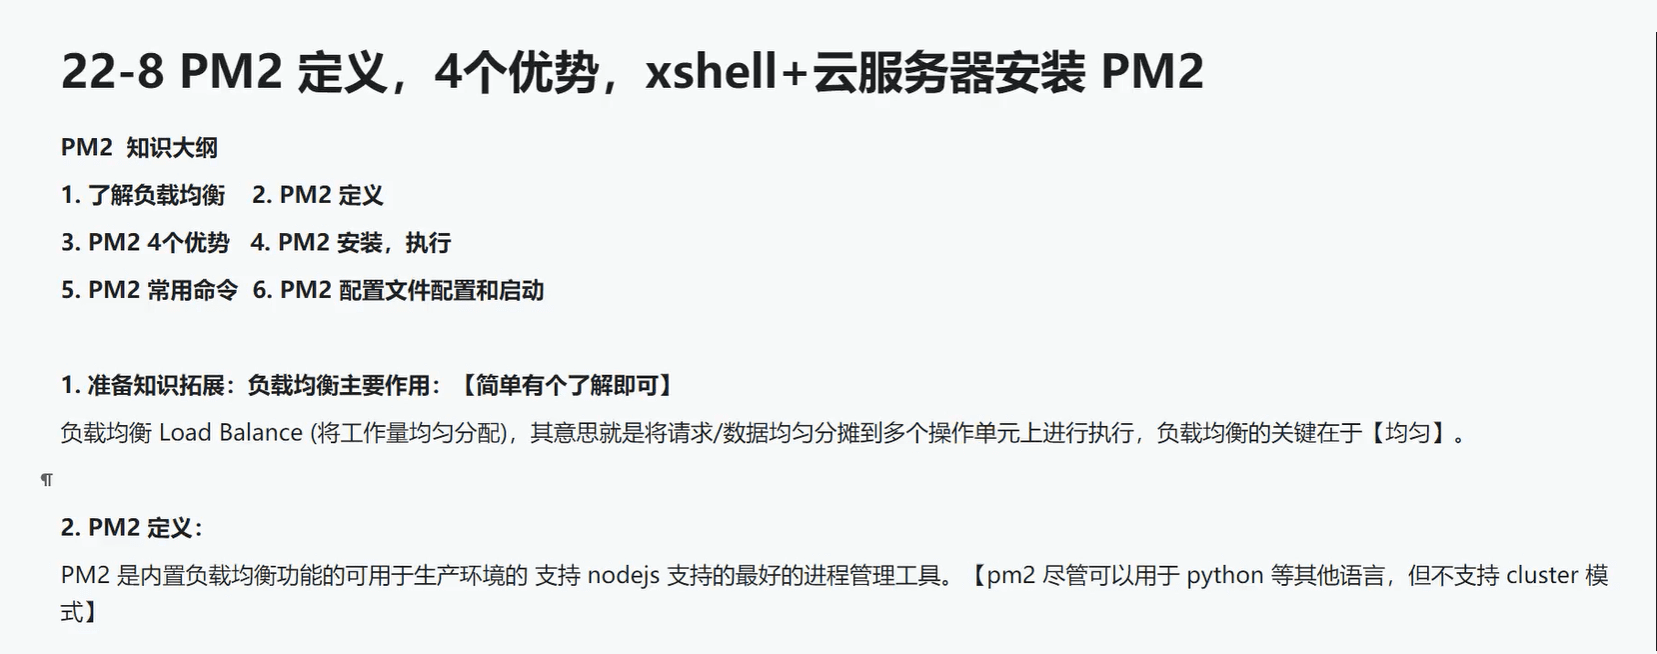 22-8 PM2 定义，4个优势，xshell+云服务器安装 PM2
PM2 知识大纲
1. 了解负载均衡 2. PM2 定义
3. PM2 4个优势 4. PM2 安装，执行
5. PM2 常用命令 6. PM2 配置文件配置和启动
1. 准备知识拓展：负载均衡主要作用：【简单有个了解即可】
负载均衡 Load Balance (将工作量均匀分配)，其意思就是将请求/数据均匀分摊到多个操作单元上进行执行，负载均衡的关键在于【均匀】。
¶
2. PM2 定义：
PM2 是内置负载均衡功能的可用于生产环境的 支持 nodejs 支持的最好的进程管理工具。【pm2 尽管可以用于 python 等其他语言，但不支持 cluster 模
式】